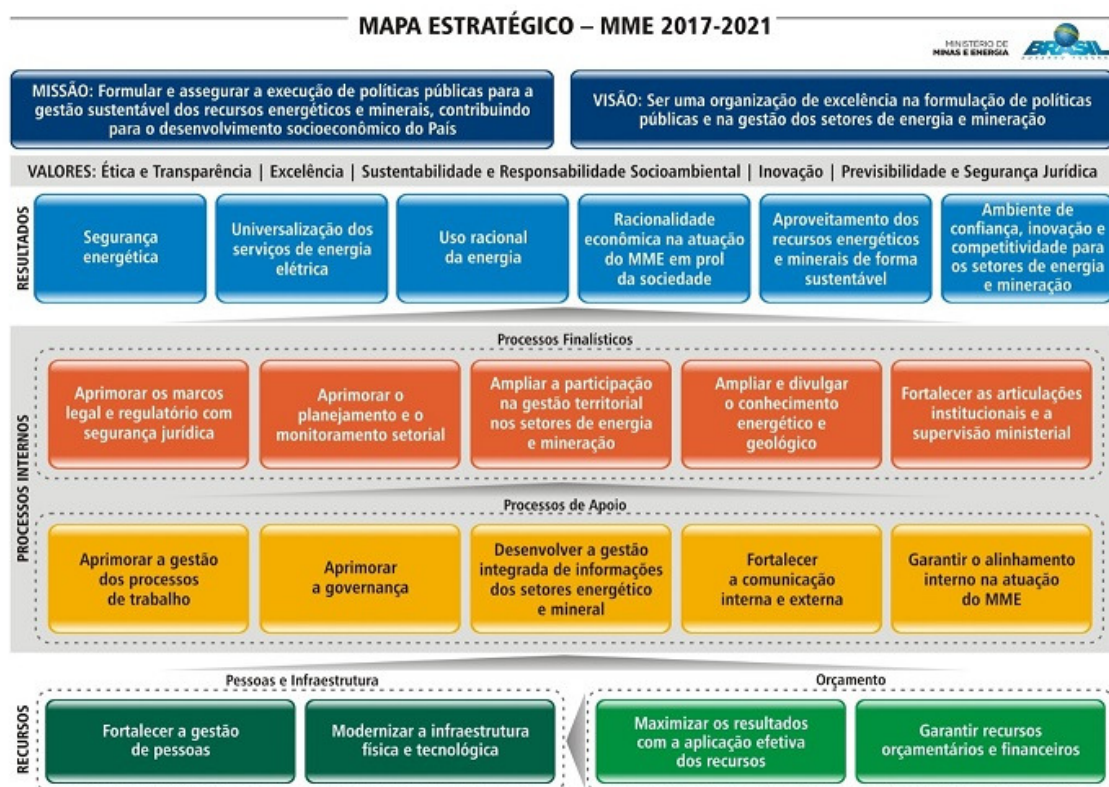 MAPA ESTRATÉGICO – MME 2017-2021
MINISTÉRIO DE
MINAS E ENERGIA
BRASIL
GOVERNO FEDERAL
MISSÃO: Formular e assegurar a execução de políticas públicas para a
gestão sustentável dos recursos energéticos e minerais, contribuindo
para o desenvolvimento socioeconômico do País
VISÃO: Ser uma organização de excelência na formulação de políticas
públicas e na gestão dos setores de energia e mineração
VALORES: Ética e Transparência | Excelência | Sustentabilidade e Responsabilidade Socioambiental | Inovação | Previsibilidade e Segurança Jurídica
RESULTADOS
Segurança
energética
Universialização dos
serviços de energia
elétrica
Uso racional
da energia
Racionalidade
econômica na atuação
do MME em prol
da sociedade
Aproveitamento dos
recursos energéticos
e minerais de forma
sustentável
Ambiente de
confiança, inovação e
competitividade para
os setores de energia
e mineração
PROCESSOS INTERNOS
Processos Finalísticos
Aprimorar os marcos
legal e regulatório com
segurança jurídica
Aprimorar o
planejamento e o
monitoramento setorial
Ampliar a participação
na gestão territorial
nos setores de energia
e mineração
Ampliar e divulgar
o conhecimento
energético e
geológico
Fortalecer as articulações
institucionais e a
supervisão ministerial
Processos de Apoio
Aprimorar a gestão
dos processos
de trabalho
Aprimorar
a governança
Desenvolver a gestão
integrada de informações
dos setores energético
e mineral
Fortalecer
a comunicação
interna e externa
Garantir o alinhamento
interno na atuação
do MME
RECURSOS
Pessoas e Infraestrutura
Fortalecer a gestão
de pessoas
Modernizar a infraestrutura
física e tecnológica
Orçamento
Maximizar os resultados
com a aplicação efetiva
dos recursos
Garantir recursos
orçamentários e financeiros